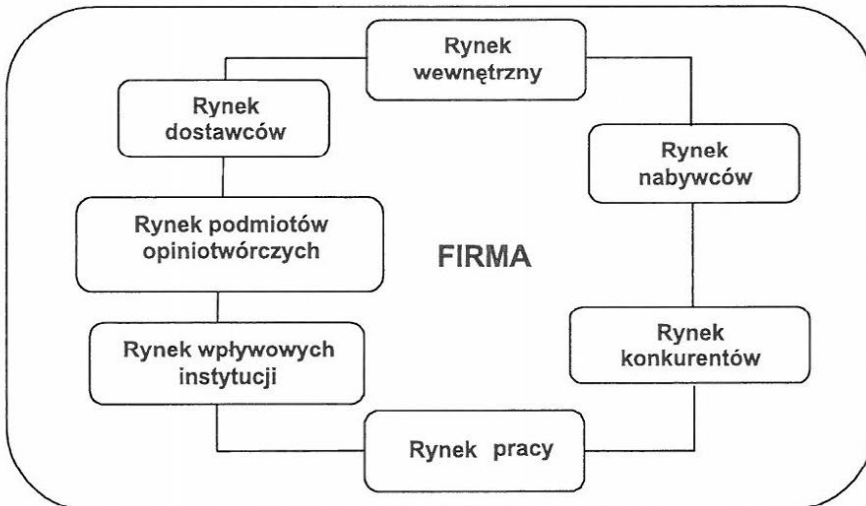 Rynek
wewnętrzny
Rynek
dostawców
Rynek
nabywców
Rynek podmiotów
opiniotwórczych
FIRMA
Rynek wpływowych
instytucji
Rynek
konkurentów
Rynek pracy